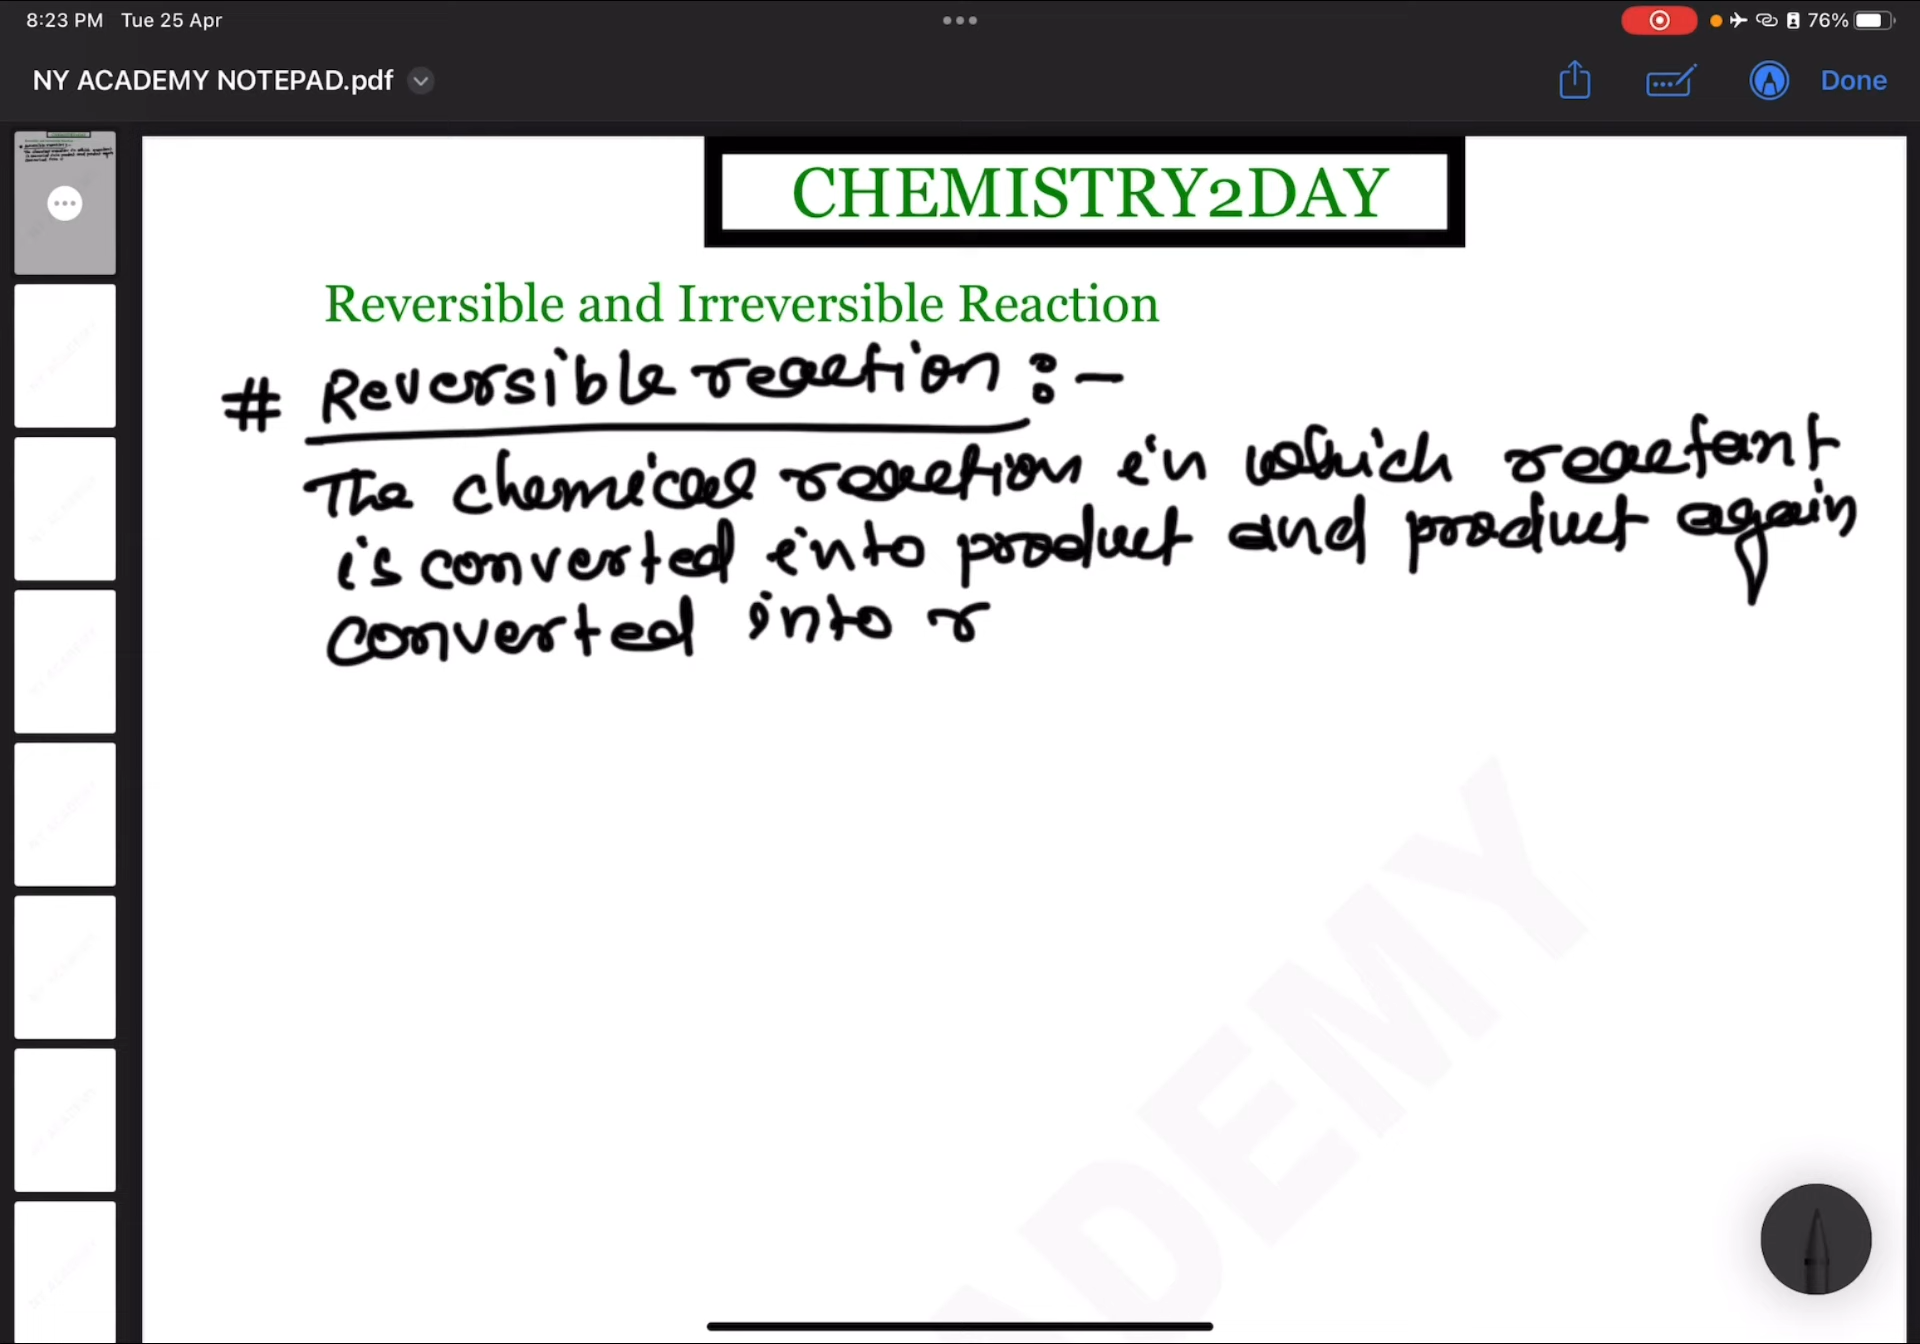 8:23 PM Tue 25 Apr
76%
NY ACADEMY NOTEPAD.pdf
Done
CHEMISTRY2DAY
Reversible and Irreversible Reaction
# Reversible reaction :-
The chemical reaction in which reactant
is converted into product and product again
converted into r
ADEMY